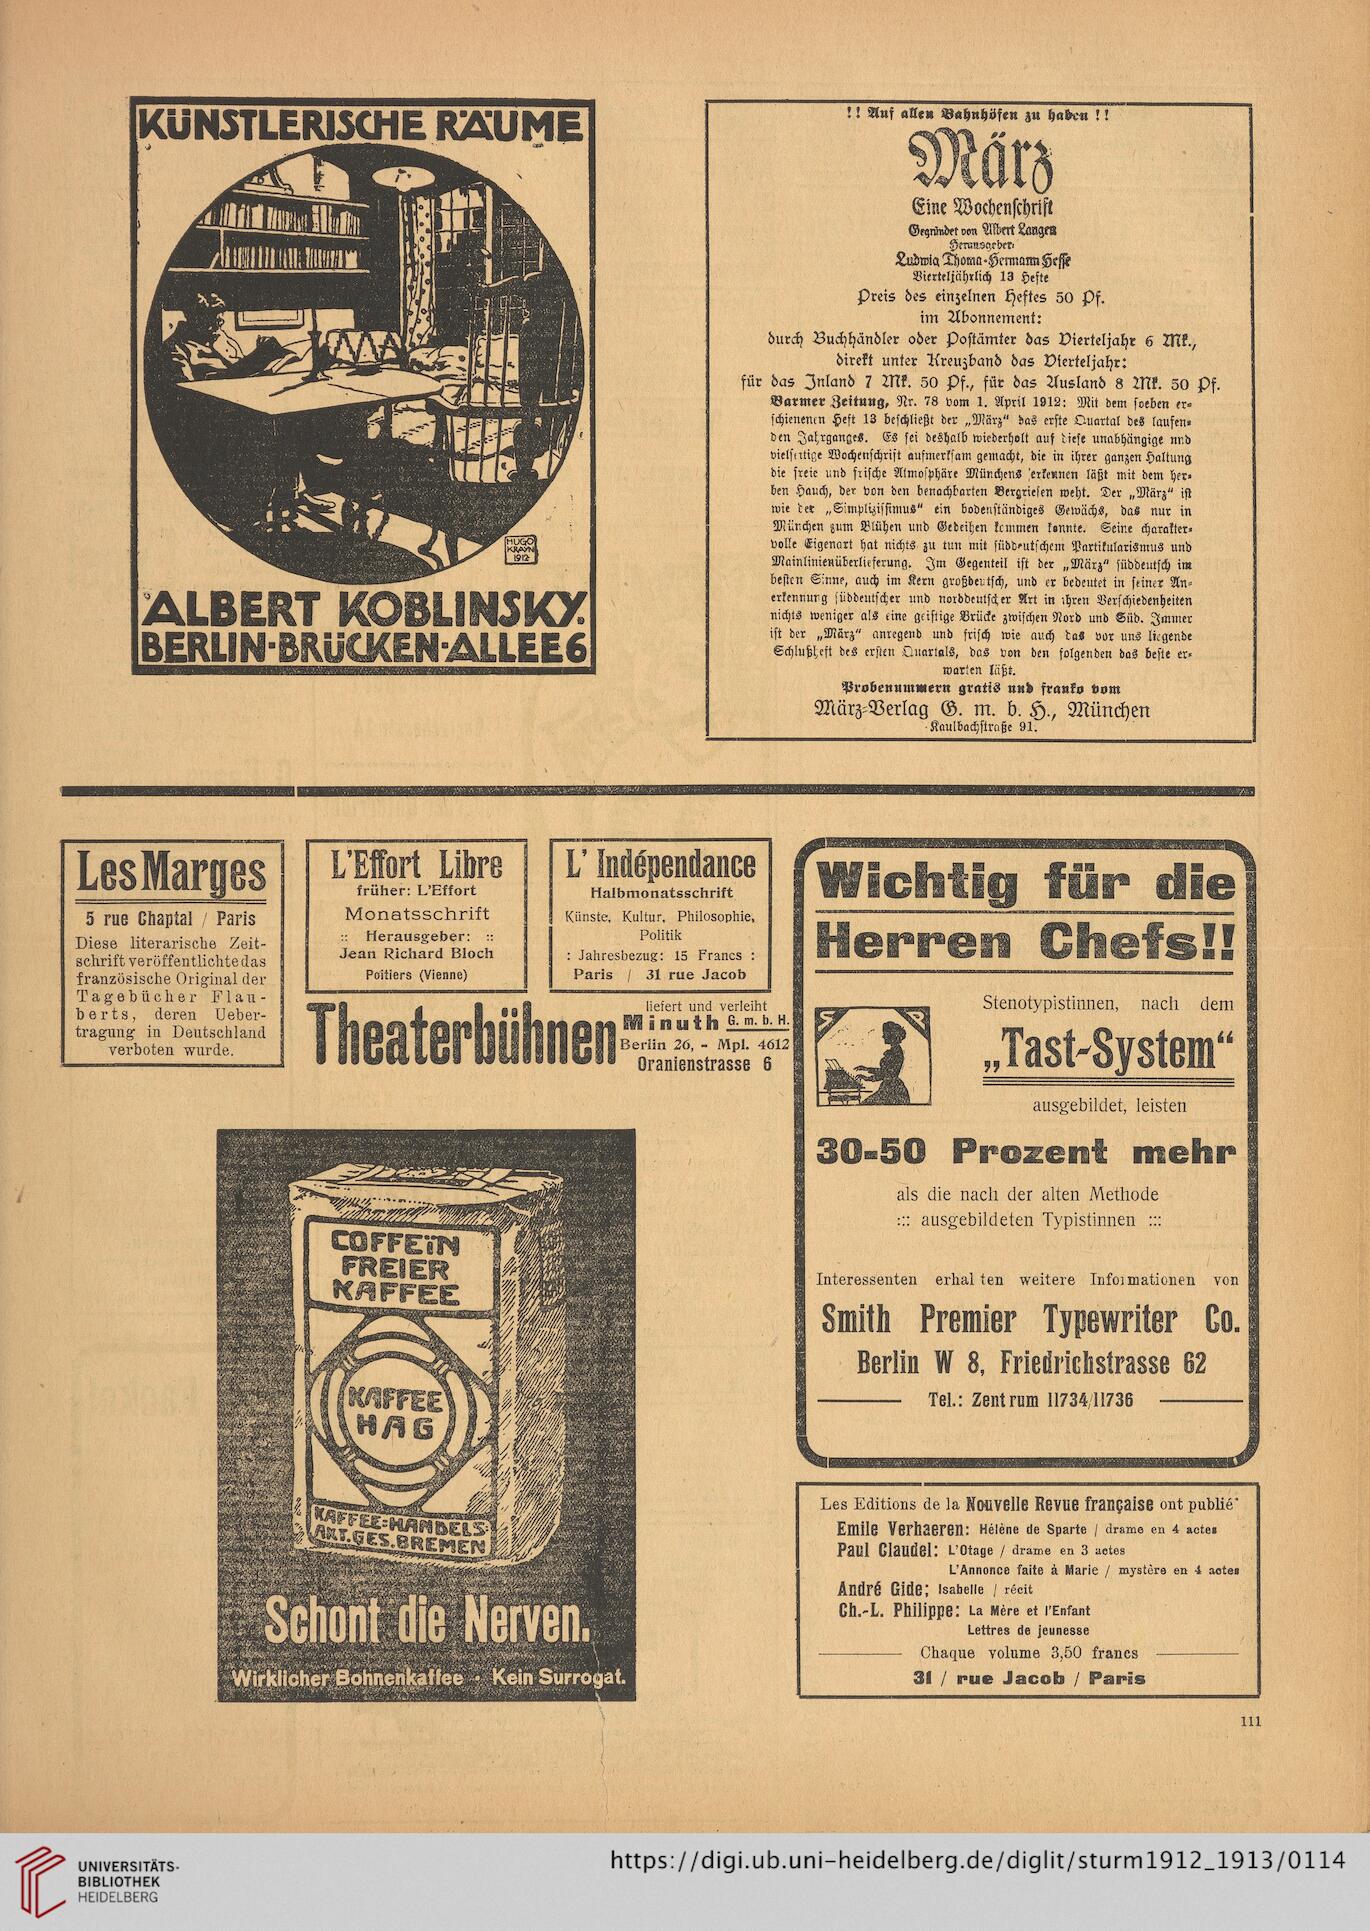 KÜNSTLERISCHE RÄUME
HUGO
KRAYN
1912
ALBERT KOBLINSKY.
BERLIN-BRÜCKEN-ALLEE 6
!! Auf allen Bahnhöfen zu haben !!
März
Eine Wochenschrift
Gegründet von Albert Langen
Herausgeber:
Ludwig Thoma-Hermann Hesse
Vierteljährlich 13 Hefte
Preis des einzelnen Heftes 50 Pf.
im Abonnement:
durch Buchhändler oder Postämter das Vierteljahr 6 Mk.,
direkt unter Kreuzband das Vierteljahr:
für das Inland 7 Mk. 50 Pf., für das Ausland 8 Mk. 50 Pf.
Barmer Zeitung, Nr. 78 vom 1. April 1912: Mit dem soeben er-
schienenen Heft 13 beschließt der „März“ das erste Quartal des laufen-
den Jahrganges. Es sei deshalb wiederholt auf diese unabhängige und
vielseitige Wochenschrift aufmerksam gemacht, die in ihrer ganzen Haltung
die freie und frische Atmosphäre Münchens erkennen läßt mit dem her-
ben Hauch, der von den benachbarten Bergriesen weht. Der „März“ ist
wie der „Simplizissimus“ ein bodenständiges Gewächs, das nur in
München zum Blühen und Gedeihen kommen konnte. Seine charakter-
volle Eigenart hat nichts zu tun mit süddeutschem Partikularismus und
Mainlinienüberlieferung. Im Gegenteil ist der „März“ süddeutsch im
besten Sinne, auch im Kern großdeutsch, und er bedeutet in seiner An-
erkennung süddeutscher und norddeutscher Art in ihren Verschiedenheiten
nichts weniger als eine geistige Brücke zwischen Nord und Süd. Immer
ist der „März“ anregend und frisch wie auch das vor uns liegende
Schlußheft des ersten Quartals, das von den folgenden das beste er-
warten läßt.
Probenummern gratis und franko vom
März-Verlag G. m. b. H., München
Kaulbachstraße 91.
Les Marges
5 rue Chaptal / Paris
Diese literarische Zeit-
schrift veröffentlichte das
französische Original der
Tagebücher Flau-
berts, deren Ueber-
tragung in Deutschland
verboten wurde.
L'Effort Libre
früher: L'Effort
Monatsschrift
:: Herausgeber: ::
Jean Richard Bloch
Poitiers (Vienne)
L' Indépendance
Halbmonatsschrift
Künste, Kultur, Philosophie,
Politik
: Jahresbezug: 15 Francs :
Paris / 31 rue Jacob
Theaterbühnen
liefert und verleiht
Minuth G. m. b. H.
Berlin 26, - Mpl. 4612
Oranienstrasse 6
COFFEïN
FREIER
KAFFEE
KAFFEE
HAG
KAFFEE=HANDELS=
AKT.GES.BREMEN
Schont die Nerven.
Wirklicher Bohnenkaffee · Kein Surrogat.
Wichtig für die
Herren Chefs!!
Stenotypistinnen, nach dem
„Tast-System“
ausgebildet, leisten
30-50 Prozent mehr
als die nach der alten Methode
::: ausgebildeten Typistinnen :::
Interessenten erhalten weitere Informationen von
Smith Premier Typewriter Co.
Berlin W 8, Friedrichstrasse 62
Tel.: Zentrum 11734/11736
Les Editions de la Nouvelle Revue française ont publié:
Emile Verhaeren: Hélène de Sparte / drame en 4 actes
Paul Claudel: L'Otage / drame en 3 actes
L'Annonce faite à Marie / mystère en 4 actes
André Gide; Isabelle / récit
Ch.-L. Philippe: La Mère et l'Enfant
Lettres de jeunesse
Chaque volume 3,50 francs
31 / rue Jacob / Paris
111
UNIVERSITÄTS-
BIBLIOTHEK
HEIDELBERG
https://digi.ub.uni-heidelberg.de/diglit/sturm1912_1913/0114